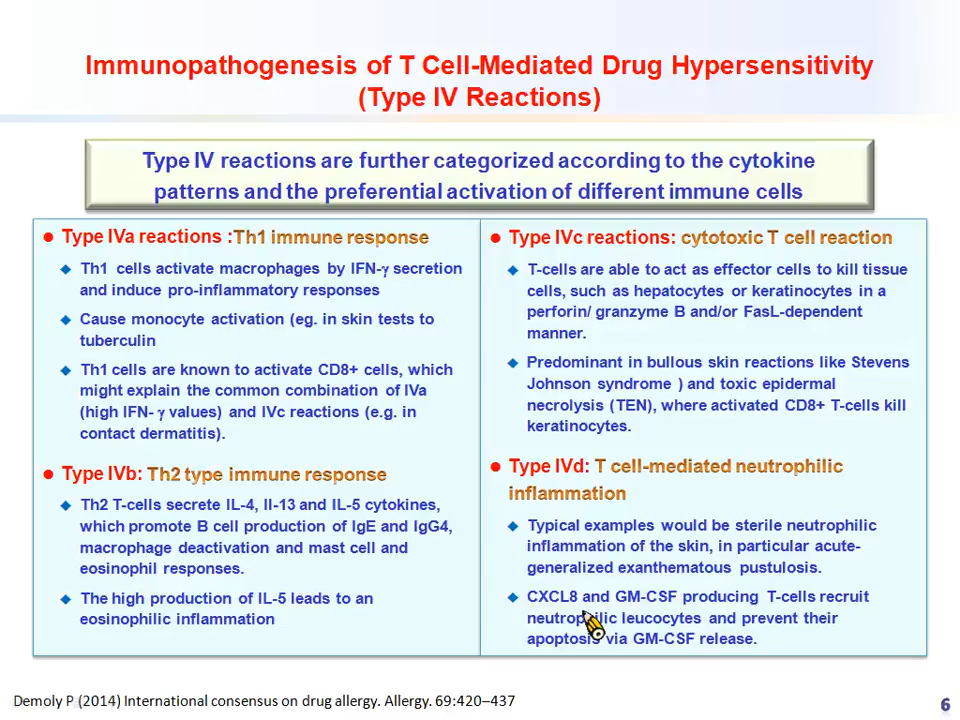 Immunopathogenesis of T Cell-Mediated Drug Hypersensitivity
(Type IV Reactions)
Type IV reactions are further categorized according to the cytokine
patterns and the preferential activation of different immune cells
Type IVa reactions :Th1 immune response
Th1 cells activate macrophages by IFN-γ secretion
and induce pro-inflammatory responses
Cause monocyte activation (eg. in skin tests to
tuberculin
Th1 cells are known to activate CD8+ cells, which
might explain the common combination of IVa
(high IFN- γ values) and IVc reactions (e.g. in
contact dermatitis).
Type IVb: Th2 type immune response
Th2 T-cells secrete IL-4, Il-13 and IL-5 cytokines,
which promote B cell production of IgE and IgG4,
macrophage deactivation and mast cell and
eosinophil responses.
The high production of IL-5 leads to an
eosinophilic inflammation
Type IVc reactions: cytotoxic T cell reaction
T-cells are able to act as effector cells to kill tissue
cells, such as hepatocytes or keratinocytes in a
perforin/ granzyme B and/or FasL-dependent
manner.
Predominant in bullous skin reactions like Stevens
Johnson syndrome ) and toxic epidermal
necrolysis (TEN), where activated CD8+ T-cells kill
keratinocytes.
Type IVd: T cell-mediated neutrophilic
inflammation
Typical examples would be sterile neutrophilic
inflammation of the skin, in particular acute-
generalized exanthematous pustulosis.
CXCL8 and GM-CSF producing T-cells recruit
neutrophilic leucocytes and prevent their
apoptosis via GM-CSF release.
Demoly P (2014) International consensus on drug allergy. Allergy. 69:420–437
6